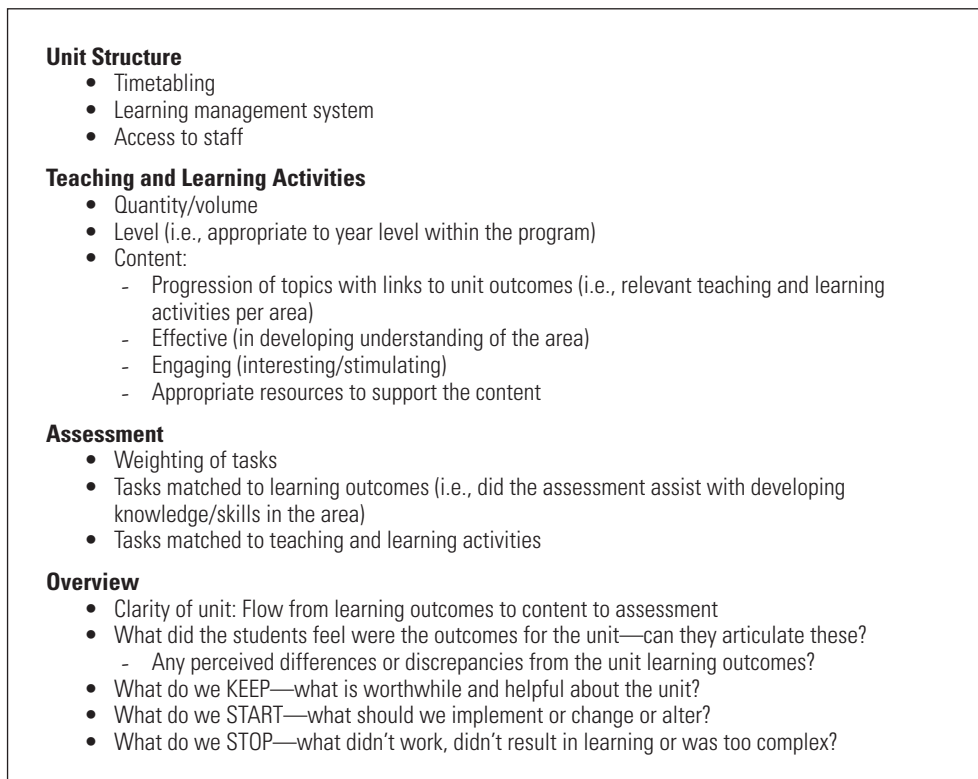 Unit Structure
• Timetabling
• Learning management system
• Access to staff
Teaching and Learning Activities
• Quantity/volume
• Level (i.e., appropriate to year level within the program)
• Content:
- Progression of topics with links to unit outcomes (i.e., relevant teaching and learning
activities per area)
- Effective (in developing understanding of the area)
- Engaging (interesting/stimulating)
- Appropriate resources to support the content
Assessment
• Weighting of tasks
• Tasks matched to learning outcomes (i.e., did the assessment assist with developing
knowledge/skills in the area)
• Tasks matched to teaching and learning activities
Overview
• Clarity of unit: Flow from learning outcomes to content to assessment
• What did the students feel were the outcomes for the unit—can they articulate these?
- Any perceived differences or discrepancies from the unit learning outcomes?
• What do we KEEP—what is worthwhile and helpful about the unit?
• What do we START—what should we implement or change or alter?
• What do we STOP—what didn’t work, didn’t result in learning or was too complex?